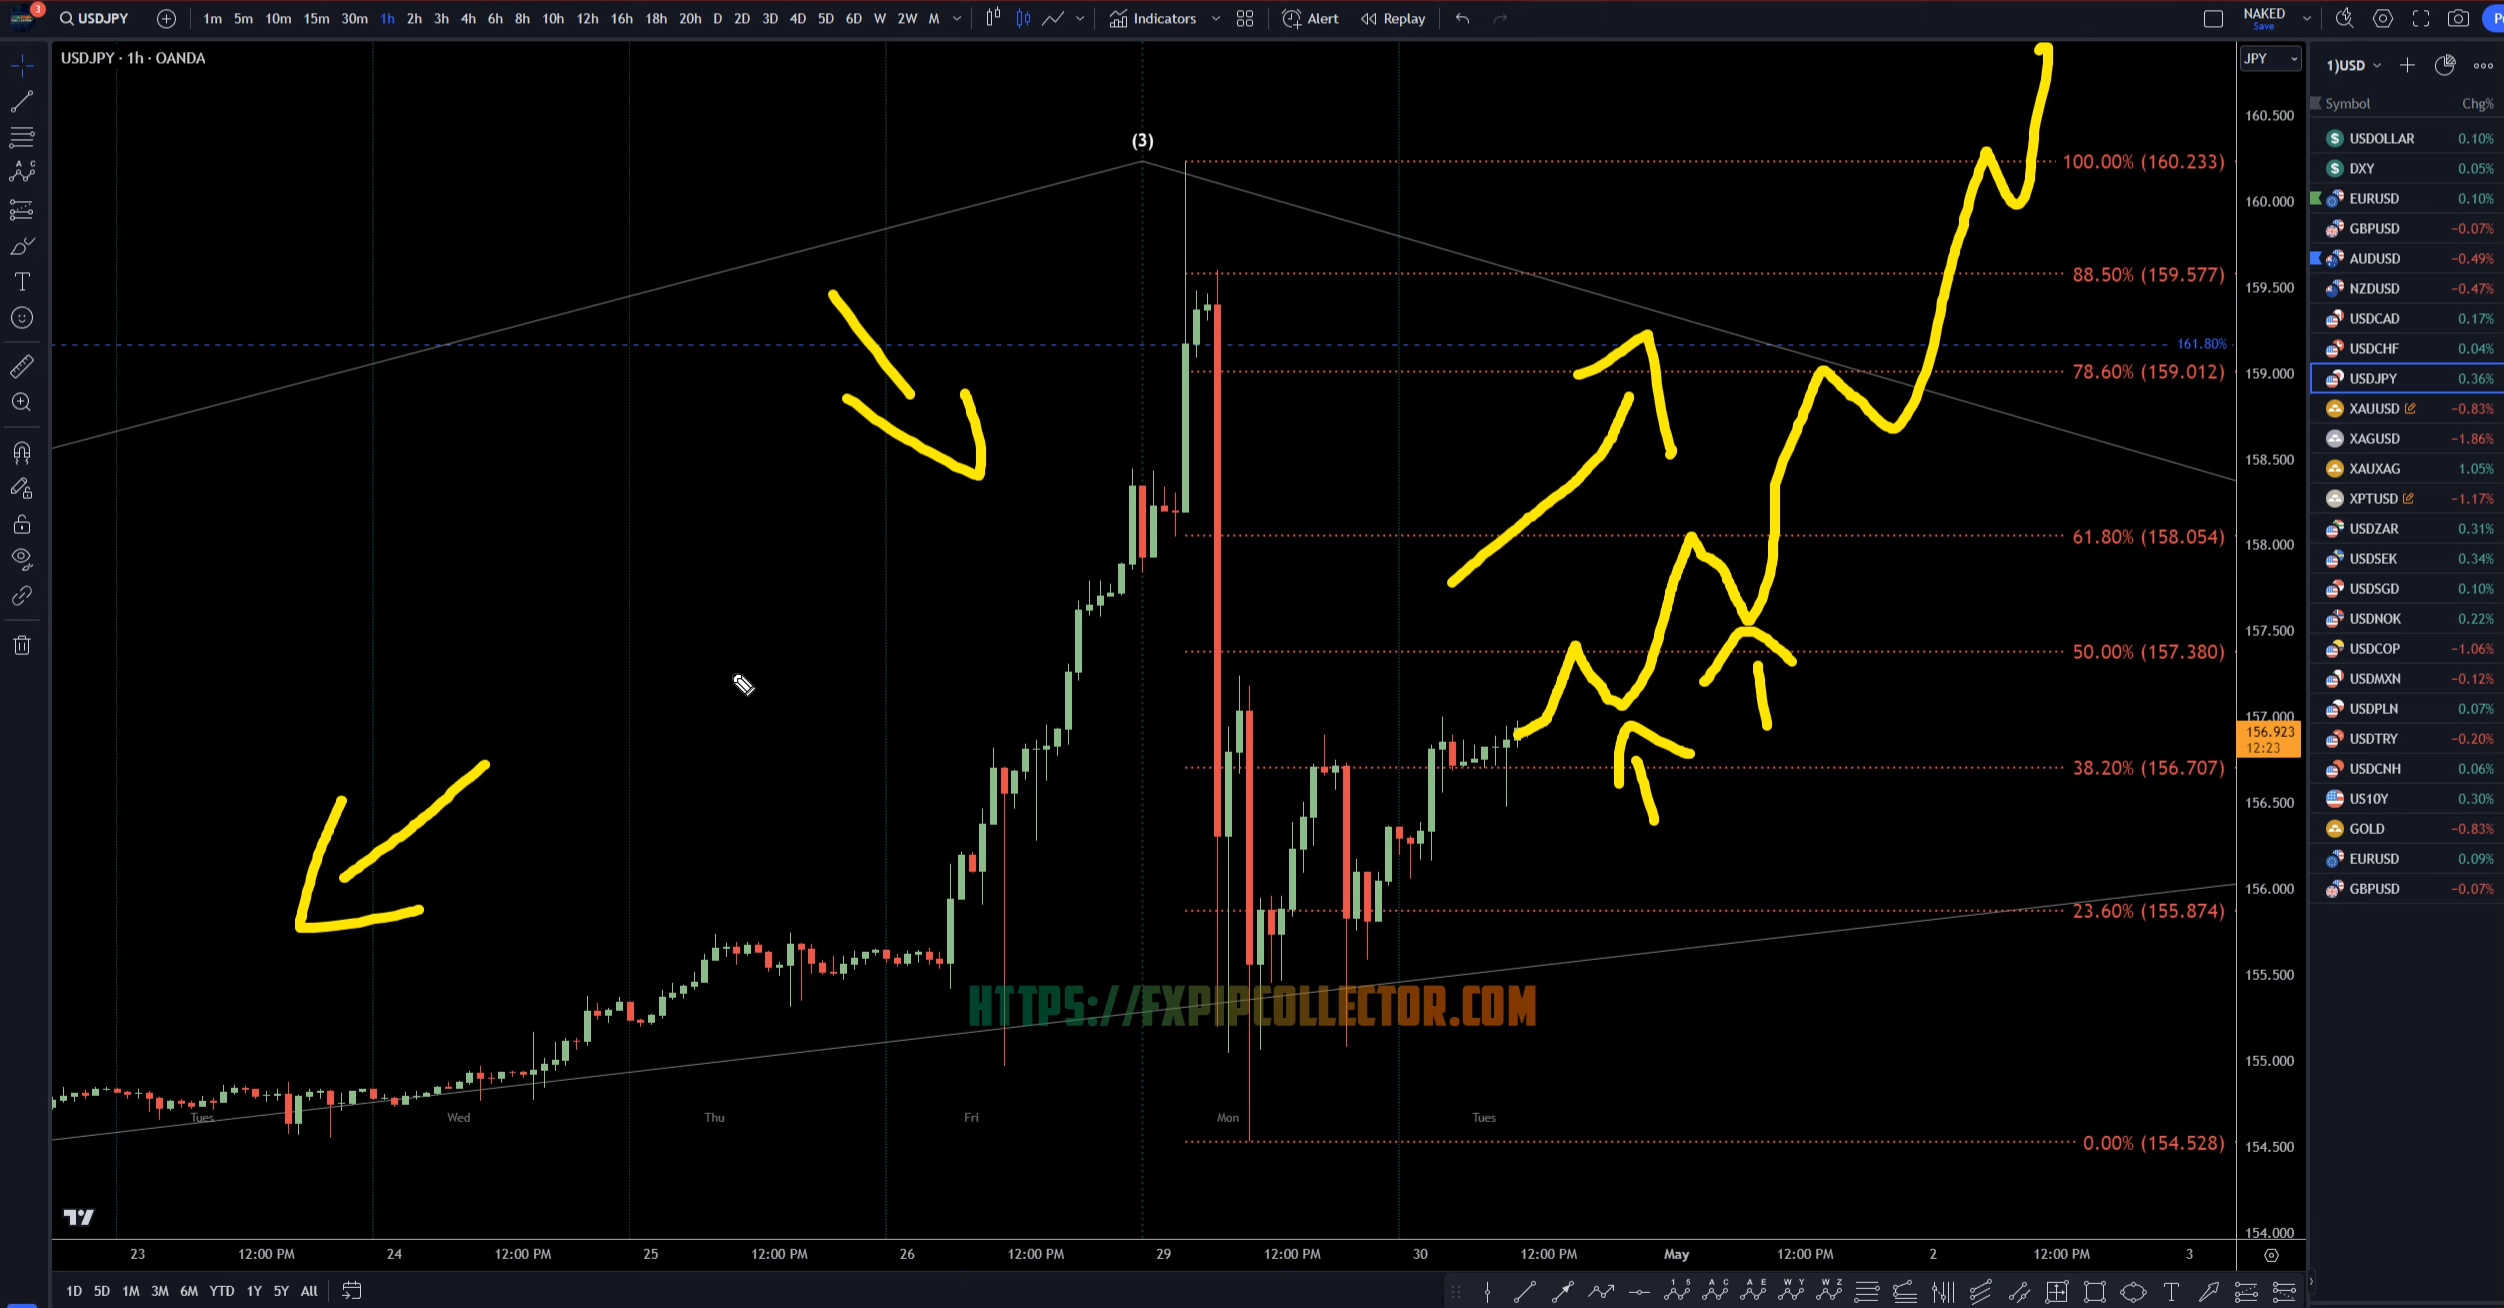 3
USDJPY 1m 5m 10m 15m 30m 1h 2h 3h 4h 6h 8h 10h 12h 16h 18h 20h D 2D 3D 4D 5D 6D W 2W M Indicators Alert Replay NAKED
Save
USDJPY · 1h · OANDA
JPY
1)USD
Symbol Chg%
(3)
100.00% (160.233)
88.50% (159.577)
161.80%
78.60% (159.012)
61.80% (158.054)
50.00% (157.380)
38.20% (156.707)
23.60% (155.874)
0.00% (154.528)
HTTPS://FXPIPCOLLECTOR.COM
Tues Wed Thu Fri Mon Tues
160.500
160.000
159.500
159.000
158.500
158.000
157.500
157.000
156.923
12:23
156.500
156.000
155.500
155.000
154.500
154.000
USDOLLAR 0.10%
DXY 0.05%
EURUSD 0.10%
GBPUSD −0.07%
AUDUSD −0.49%
NZDUSD −0.47%
USDCAD 0.17%
USDCHF 0.04%
USDJPY 0.36%
XAUUSD −0.83%
XAGUSD −1.86%
XAUXAG 1.05%
XPTUSD −1.17%
USDZAR 0.31%
USDSEK 0.34%
USDSGD 0.10%
USDNOK 0.22%
USDCOP −1.06%
USDMXN −0.12%
USDPLN 0.07%
USDTRY −0.20%
USDCNH 0.06%
US10Y 0.30%
GOLD −0.83%
EURUSD 0.09%
GBPUSD −0.07%
23 12:00 PM 24 12:00 PM 25 12:00 PM 26 12:00 PM 29 12:00 PM 30 12:00 PM May 12:00 PM 2 12:00 PM 3
1D 5D 1M 3M 6M YTD 1Y 5Y All